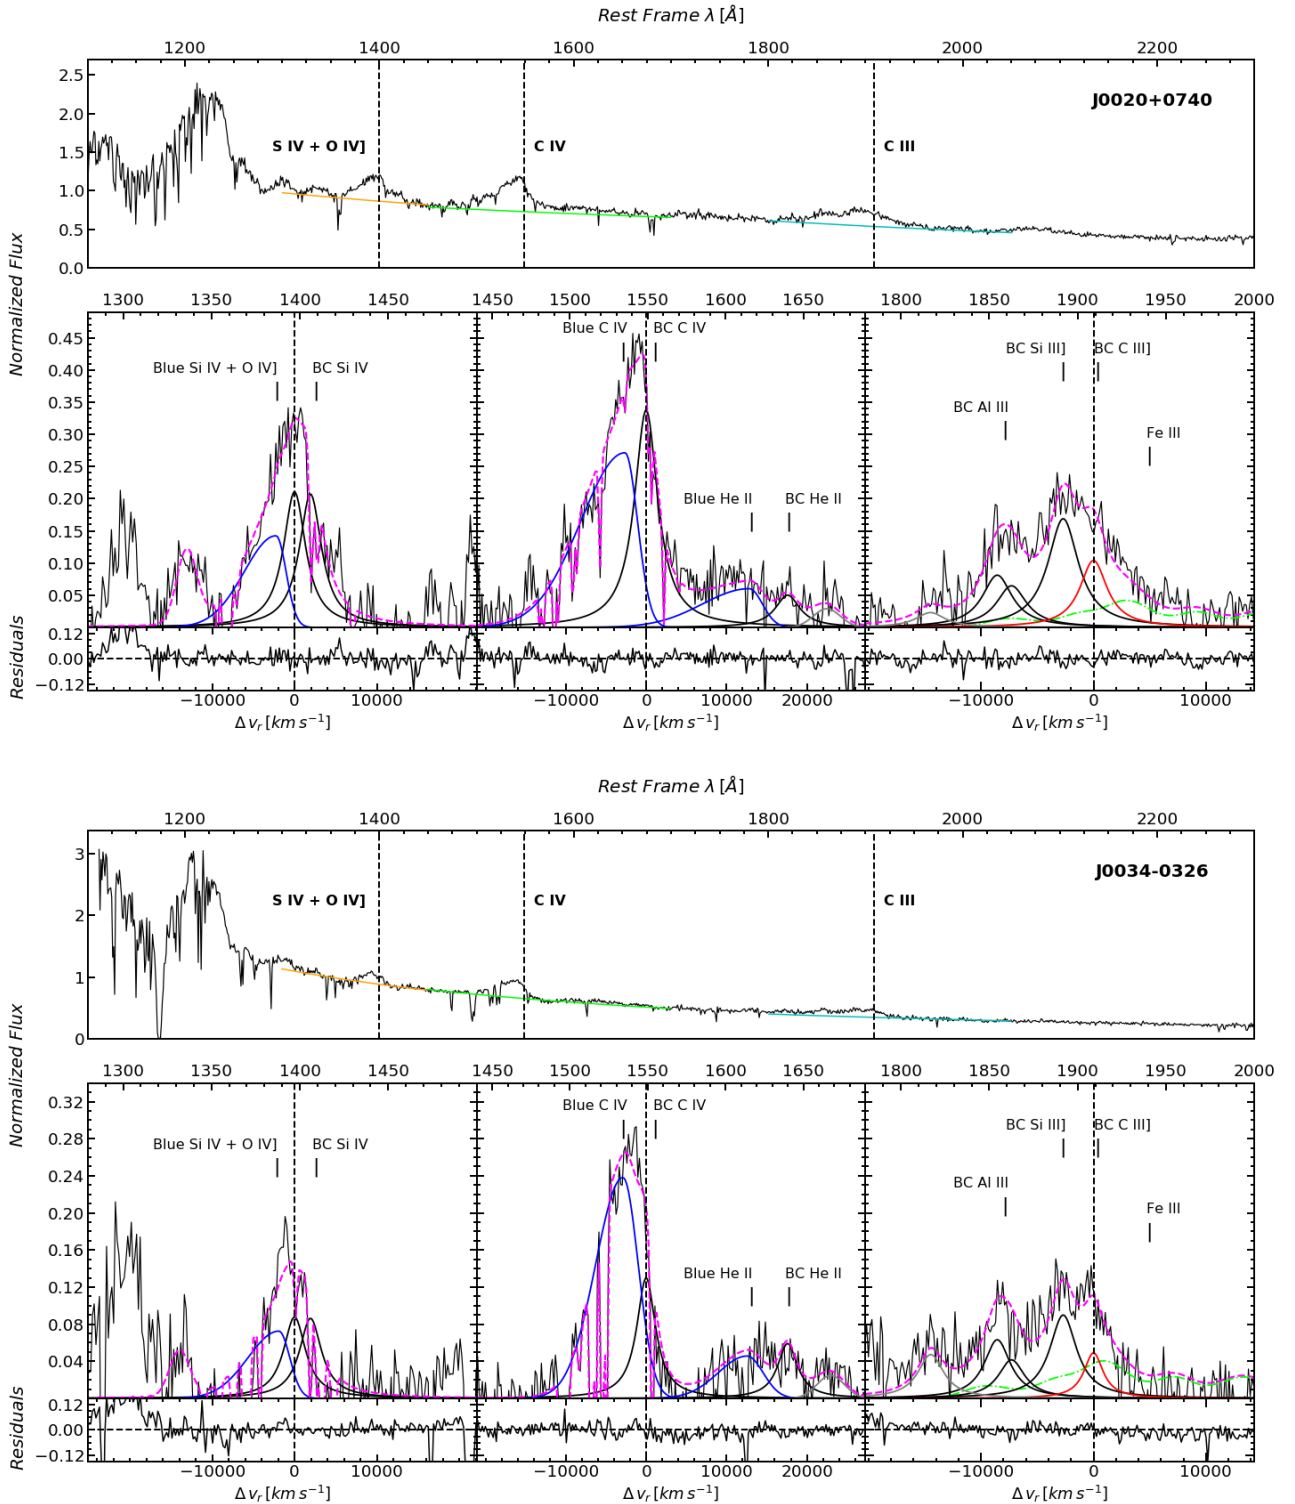 Rest Frame λ [Å]
1200 1400 1600 1800 2000 2200
2.5
2.0
1.5
1.0
0.5
0.0
J0020+0740
S IV + O IV] C IV C III
Normalized Flux
1300 1350 1400 1450 1450 1500 1550 1600 1650 1800 1850 1900 1950 2000
0.45
0.40
0.35
0.30
0.25
0.20
0.15
0.10
0.05
Blue Si IV + O IV] BC Si IV
Blue C IV BC C IV
Blue He II BC He II
BC Si III] BC C III]
BC Al III
Fe III
Residuals
0.12
0.00
−0.12
−10000 0 10000 −10000 0 10000 20000 −10000 0 10000
Δ vr [km s−1] Δ vr [km s−1] Δ vr [km s−1]
Rest Frame λ [Å]
1200 1400 1600 1800 2000 2200
3
2
1
0
J0034-0326
S IV + O IV] C IV C III
Normalized Flux
1300 1350 1400 1450 1450 1500 1550 1600 1650 1800 1850 1900 1950 2000
0.32
0.28
0.24
0.20
0.16
0.12
0.08
0.04
Blue Si IV + O IV] BC Si IV
Blue C IV BC C IV
Blue He II BC He II
BC Si III] BC C III]
BC Al III
Fe III
Residuals
0.12
0.00
−0.12
−10000 0 10000 −10000 0 10000 20000 −10000 0 10000
Δ vr [km s−1] Δ vr [km s−1] Δ vr [km s−1]